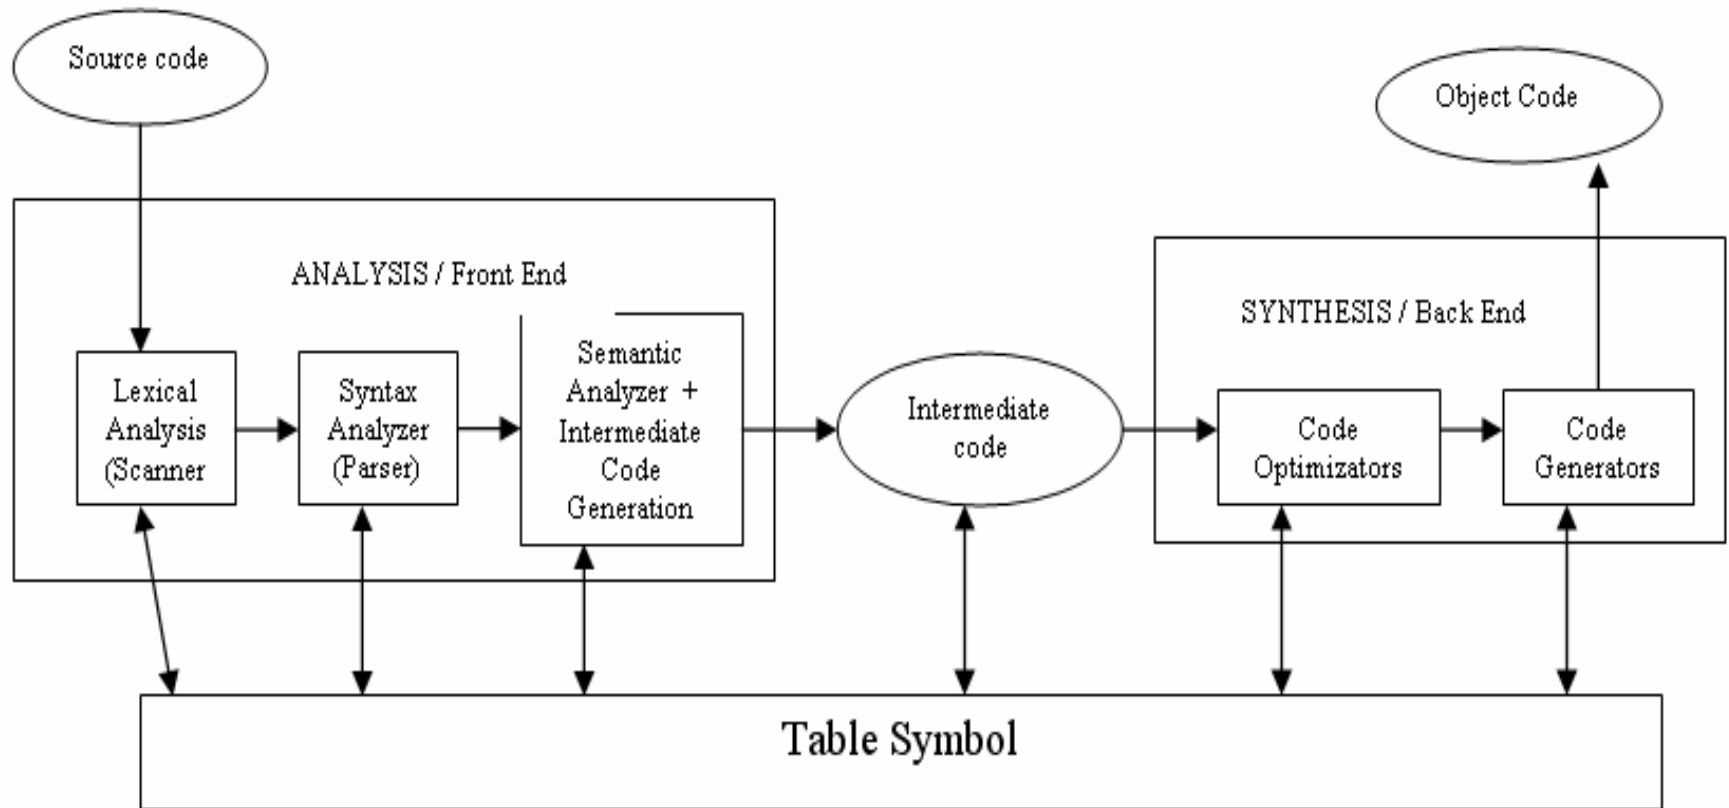 Source code
Object Code
ANALYSIS / Front End
SYNTHESIS / Back End
Lexical
Analysis
(Scanner
Syntax
Analyzer
(Parser)
Semantic
Analyzer +
Intermediate
Code
Generation
Intermediate
code
Code
Optimizators
Code
Generators
Table Symbol